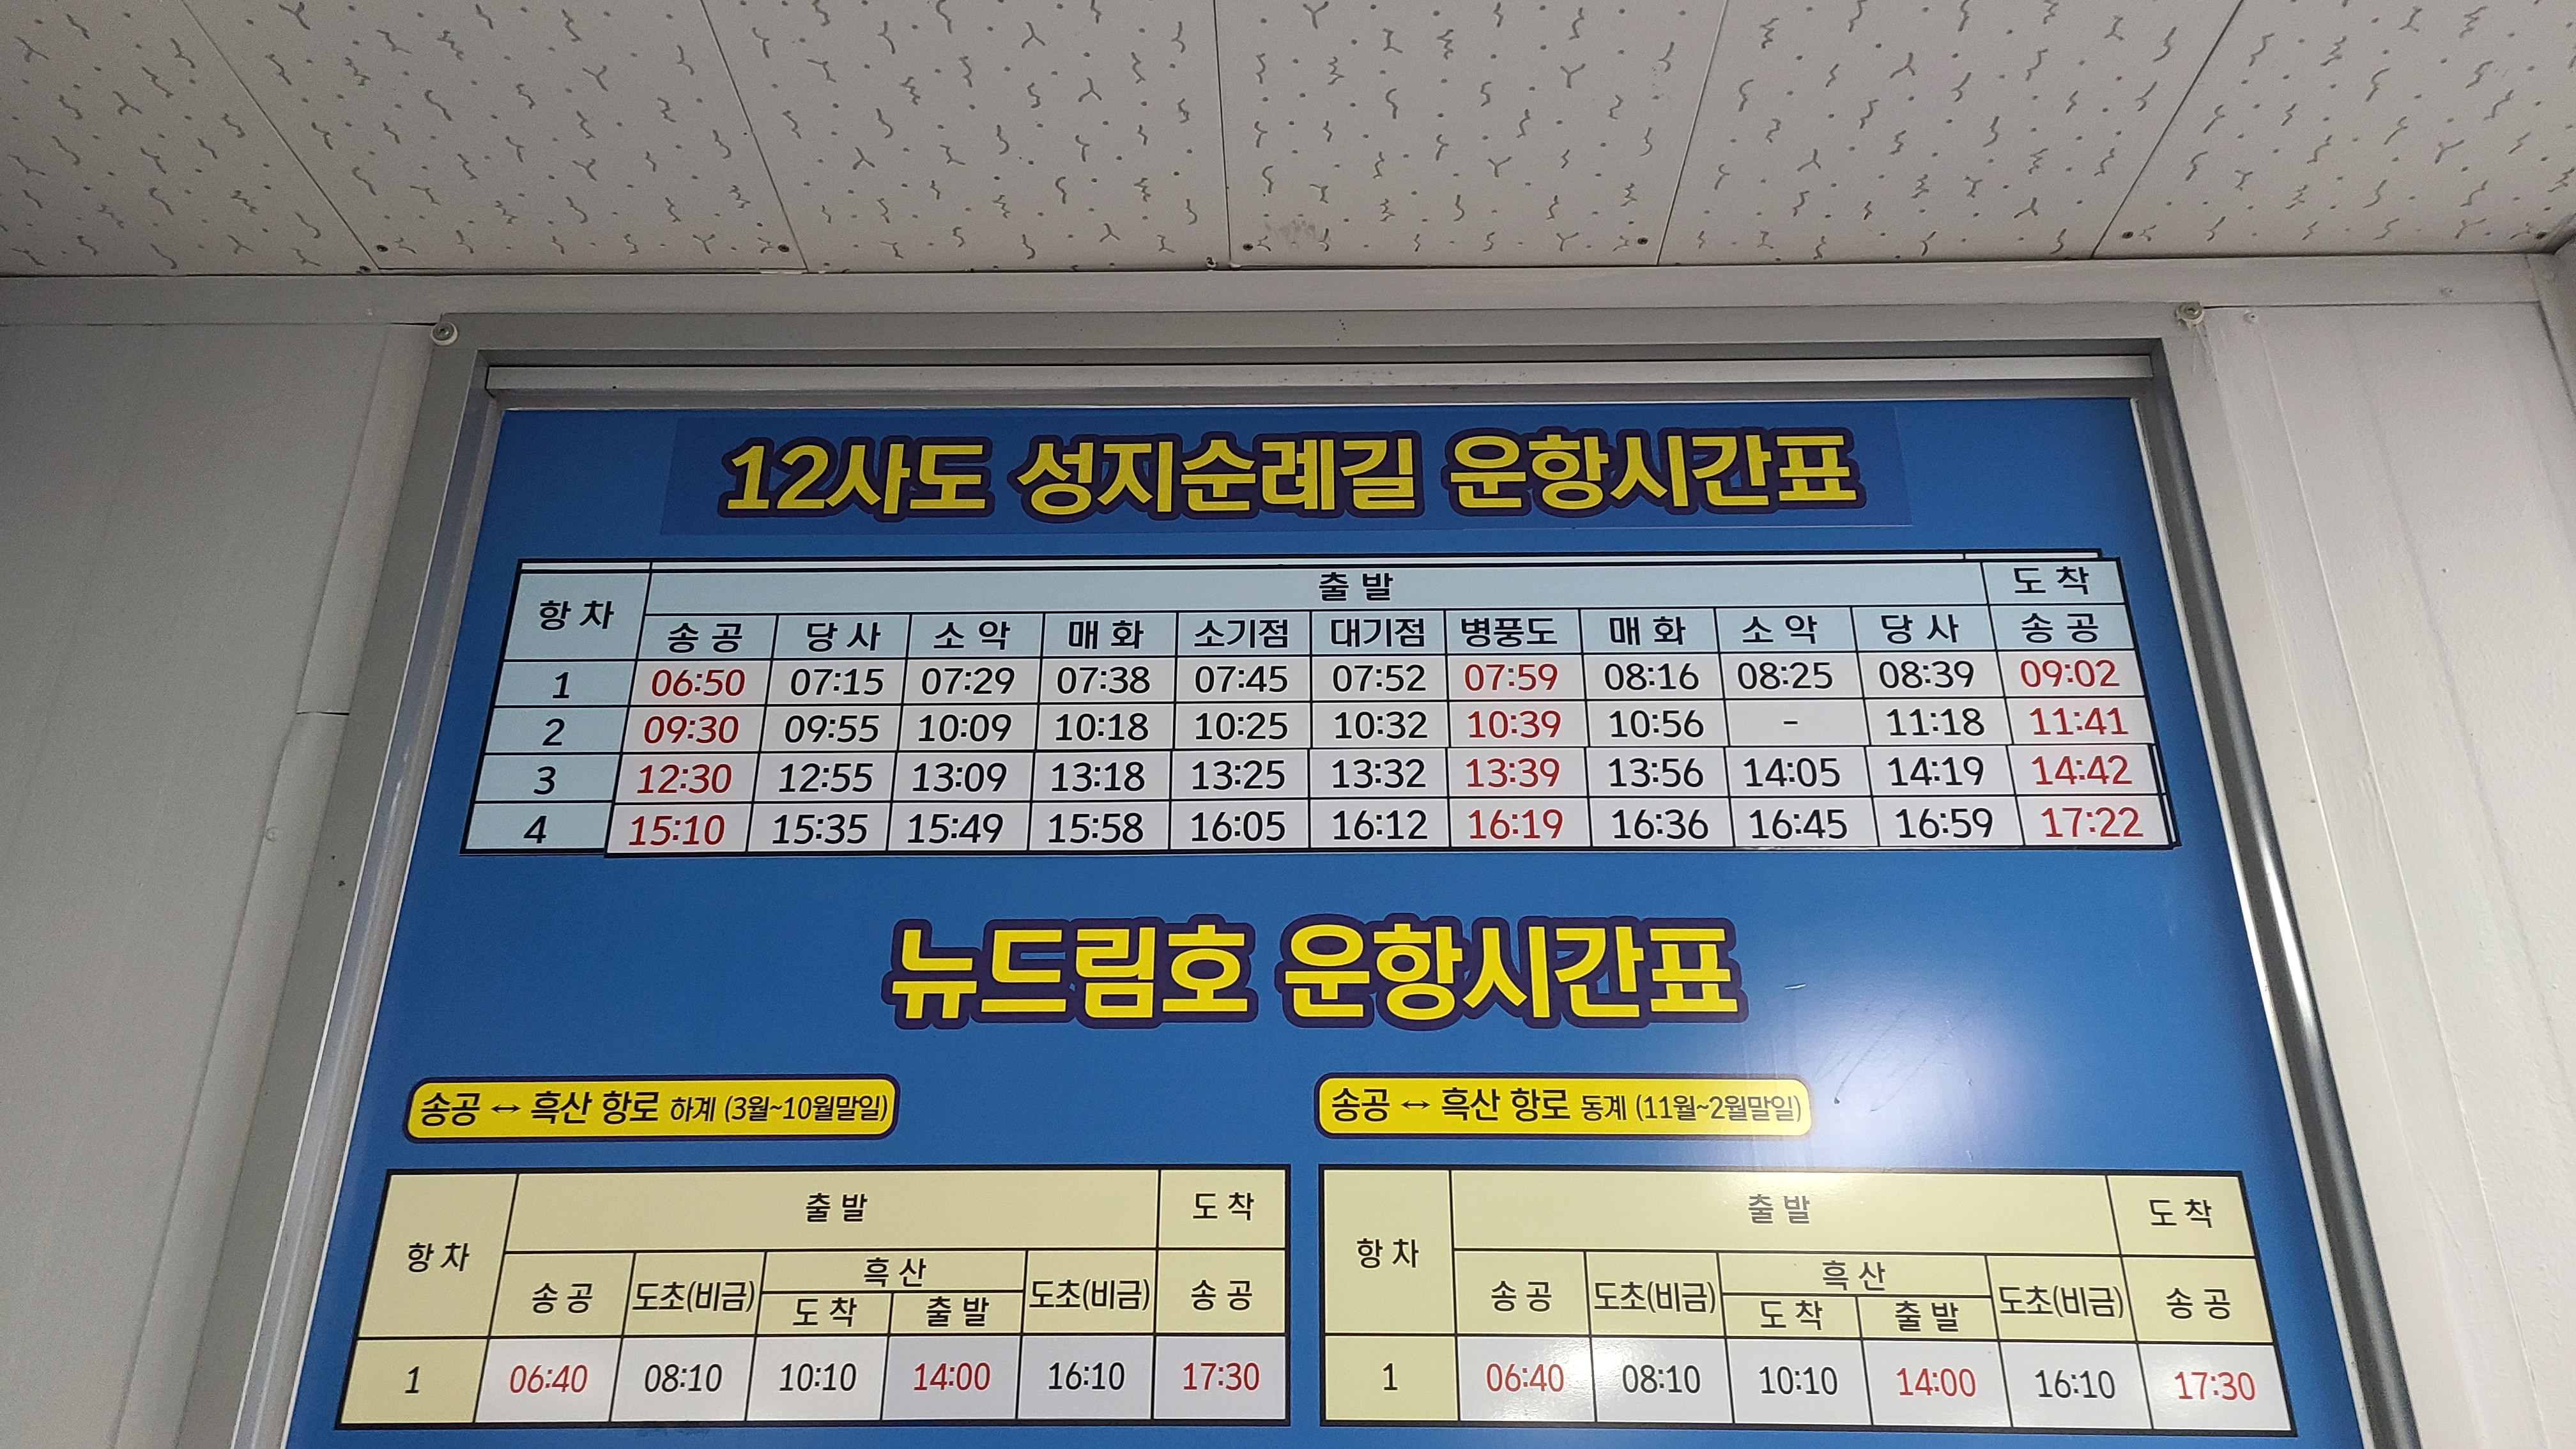 12사도 성지순례길 운항시간표
항 차 출 발 도 착
송 공 당 사 소 악 매 화 소기점 대기점 병풍도 매 화 소 악 당 사 송 공
1 06:50 07:15 07:29 07:38 07:45 07:52 07:59 08:16 08:25 08:39 09:02
2 09:30 09:55 10:09 10:18 10:25 10:32 10:39 10:56 - 11:18 11:41
3 12:30 12:55 13:09 13:18 13:25 13:32 13:39 13:56 14:05 14:19 14:42
4 15:10 15:35 15:49 15:58 16:05 16:12 16:19 16:36 16:45 16:59 17:22
뉴드림호 운항시간표
송공 ↔ 흑산 항로 하계 (3월~10월말일)
항 차 출 발 도 착
송 공 도초(비금) 흑 산 도초(비금) 송 공
도 착 출 발
1 06:40 08:10 10:10 14:00 16:10 17:30
송공 ↔ 흑산 항로 동계 (11월~2월말일)
항 차 출 발 도 착
송 공 도초(비금) 흑 산 도초(비금) 송 공
도 착 출 발
1 06:40 08:10 10:10 14:00 16:10 17:30